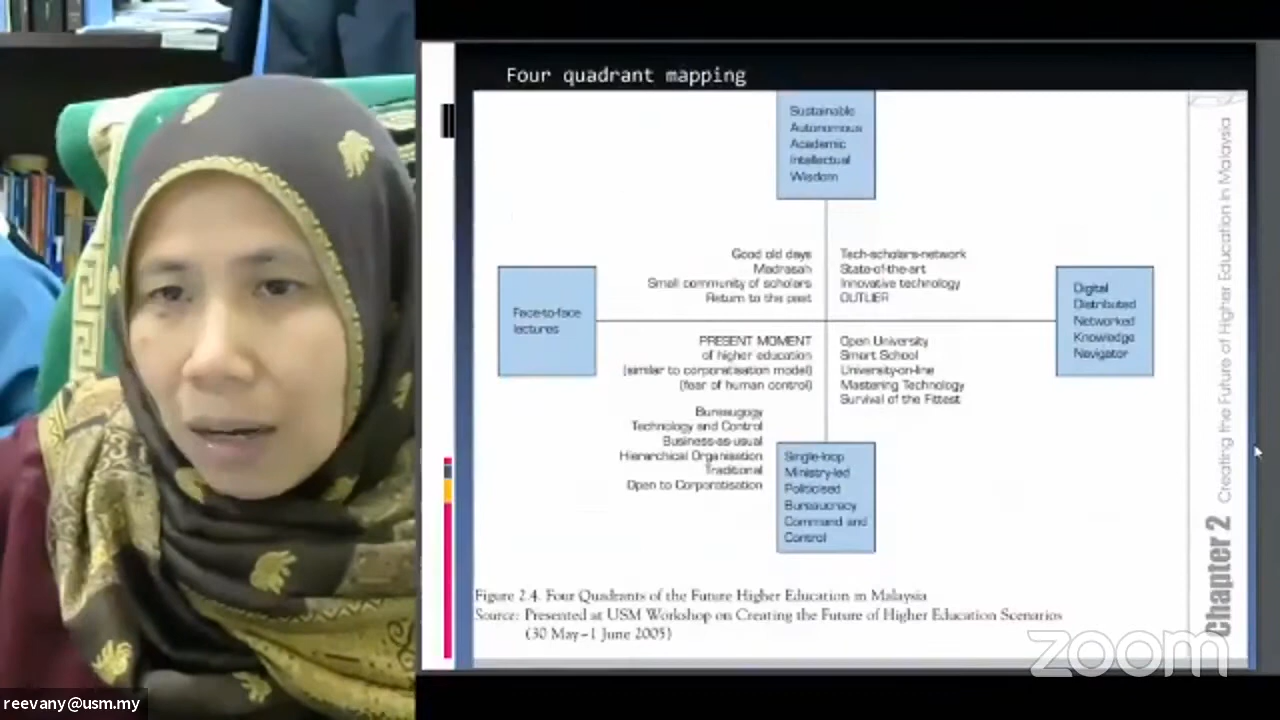 Four quadrant mapping
Sustainable
Autonomous
Academic
Intellectual
Wisdom
Good old days
Madrasah
Small community of scholars
Return to the past
Tech-scholars-network
State-of-the-art
Innovative technology
OUTLIER
Face-to-face
lectures
Digital
Distributed
Networked
Knowledge
Navigator
PRESENT MOMENT
of higher education
(similar to corporatisation model)
(fear of human control)
Open University
Smart School
University-on-line
Mastering Technology
Survival of the Fittest
Bureaugogy
Technology and Control
Business-as-usual
Hierarchical Organisation
Traditional
Open to Corporatisation
Single-loop
Ministry-led
Politicised
Bureaucracy
Command and
Control
Figure 2.4. Four Quadrants of the Future Higher Education in Malaysia
Source: Presented at USM Workshop on Creating the Future of Higher Education Scenarios
(30 May–1 June 2005)
Chapter 2 Creating the Future of Higher Education in Malaysia
zoom
reevany@usm.my